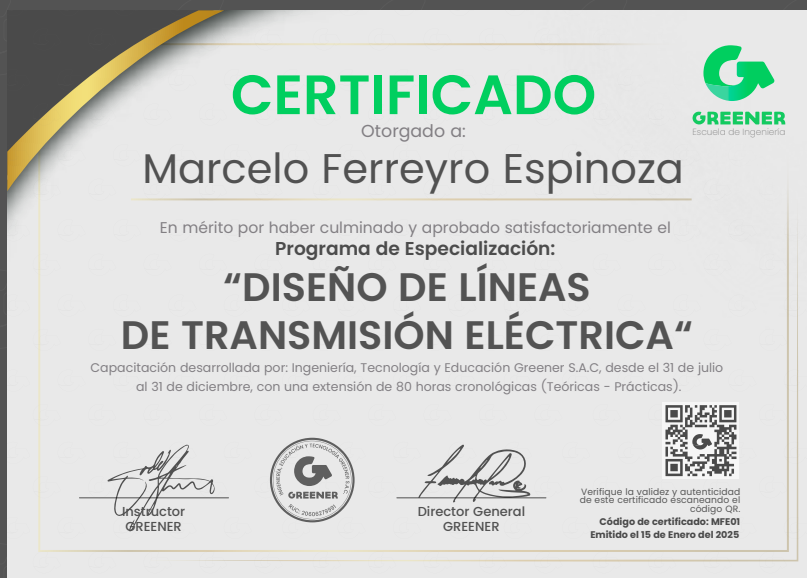 CERTIFICADO
Otorgado a:
GREENER
Escuela de Ingeniería
Marcelo Ferreyro Espinoza
En mérito por haber culminado y aprobado satisfactoriamente el
Programa de Especialización:
“DISEÑO DE LÍNEAS
DE TRANSMISIÓN ELÉCTRICA“
Capacitación desarrollada por: Ingeniería, Tecnología y Educación Greener S.A.C, desde el 31 de julio
al 31 de diciembre, con una extensión de 80 horas cronológicas (Teóricas - Prácticas).
Instructor
GREENER
INGENIERÍA, EDUCACIÓN Y TECNOLOGÍA GREENER S.A.C.
GREENER
Director General
GREENER
Verifique la validez y autenticidad
de este certificado escaneando el
código QR.
Código de certificado: MFE01
Emitido el 15 de Enero del 2025